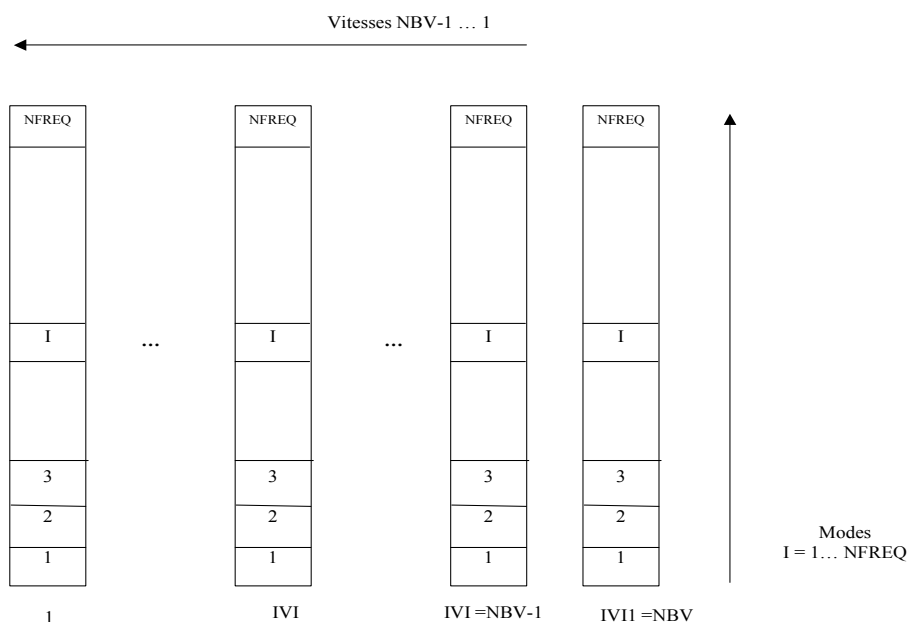 Vitesses NBV-1 … 1
NFREQ NFREQ NFREQ NFREQ
I ... I ... I I
3 3 3 3
2 2 2 2
1 1 1 1
Modes
I = 1… NFREQ
1 IVI IVI =NBV-1 IVI1 =NBV